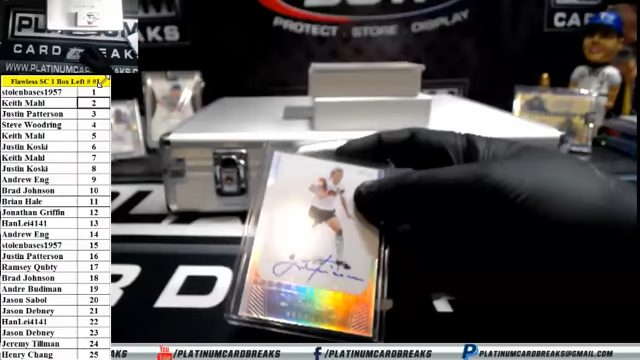 PLATINUM
CARD BREAKS
WWW.PLATINUMCARDBREAKS
PROTECT · STORE · DISPLAY
PLATINUM
CARD BREAKS
Flawless SC 1 Box Left # #
stolenbases1957 1
Keith Mahl 2
Justin Patterson 3
Steve Woodring 4
Keith Mahl 5
Justin Koski 6
Keith Mahl 7
Justin Koski 8
Andrew Eng 9
Brad Johnson 10
Brian Hale 11
Jonathan Griffin 12
HanLei4141 13
Andrew Eng 14
stolenbases1957 15
Justin Patterson 16
Ramsey Qubty 17
Brad Johnson 18
Andre Budiman 19
Jason Sabol 20
Jason Debney 21
HanLei4141 22
Jason Debney 23
Jeremy Tillman 24
Henry Chang 25
You Tube /PLATINUMCARDBREAKS f /PLATINUMCARDBREAKS P /PLATINUMCARDBREAKS@GMAIL.COM/